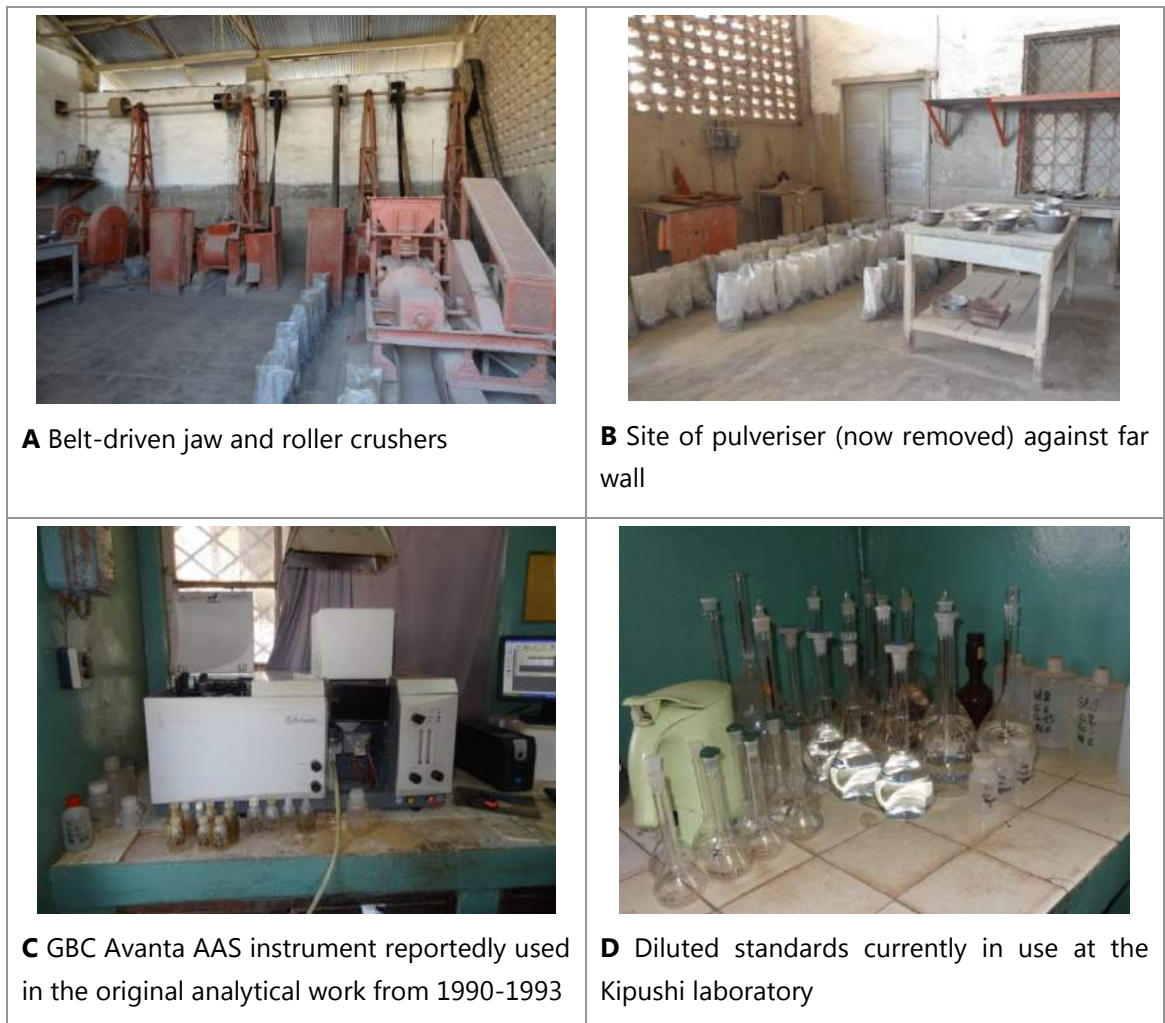 A Belt-driven jaw and roller crushers
B Site of pulveriser (now removed) against far
wall
C GBC Avanta AAS instrument reportedly used
in the original analytical work from 1990-1993
D Diluted standards currently in use at the
Kipushi laboratory